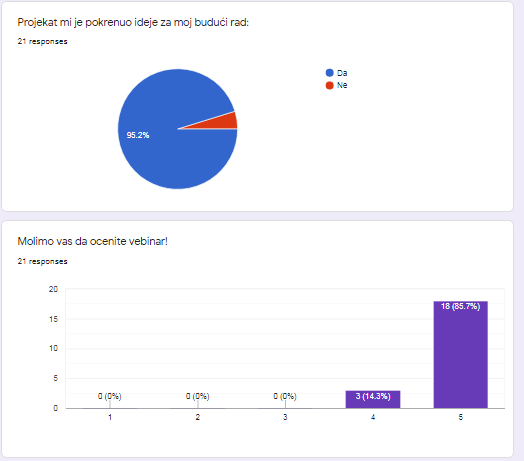 Projekat mi je pokrenuo ideje za moj budući rad:
21 responses
Da
Ne
95.2%
Molimo vas da ocenite vebinar!
21 responses
20
15
10
5
0
0 (0%)
0 (0%)
0 (0%)
3 (14.3%)
18 (85.7%)
1
2
3
4
5